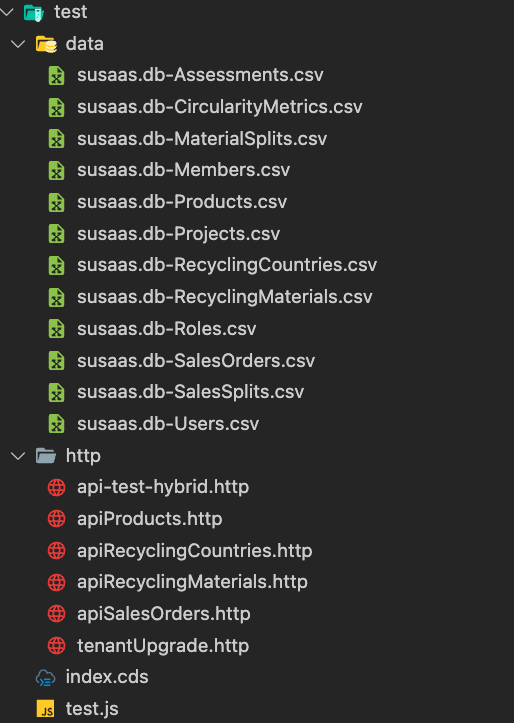 test
data
susaas.db-Assessments.csv
susaas.db-CircularityMetrics.csv
susaas.db-MaterialSplits.csv
susaas.db-Members.csv
susaas.db-Products.csv
susaas.db-Projects.csv
susaas.db-RecyclingCountries.csv
susaas.db-RecyclingMaterials.csv
susaas.db-Roles.csv
susaas.db-SalesOrders.csv
susaas.db-SalesSplits.csv
susaas.db-Users.csv
http
api-test-hybrid.http
apiProducts.http
apiRecyclingCountries.http
apiRecyclingMaterials.http
apiSalesOrders.http
tenantUpgrade.http
index.cds
JS test.js